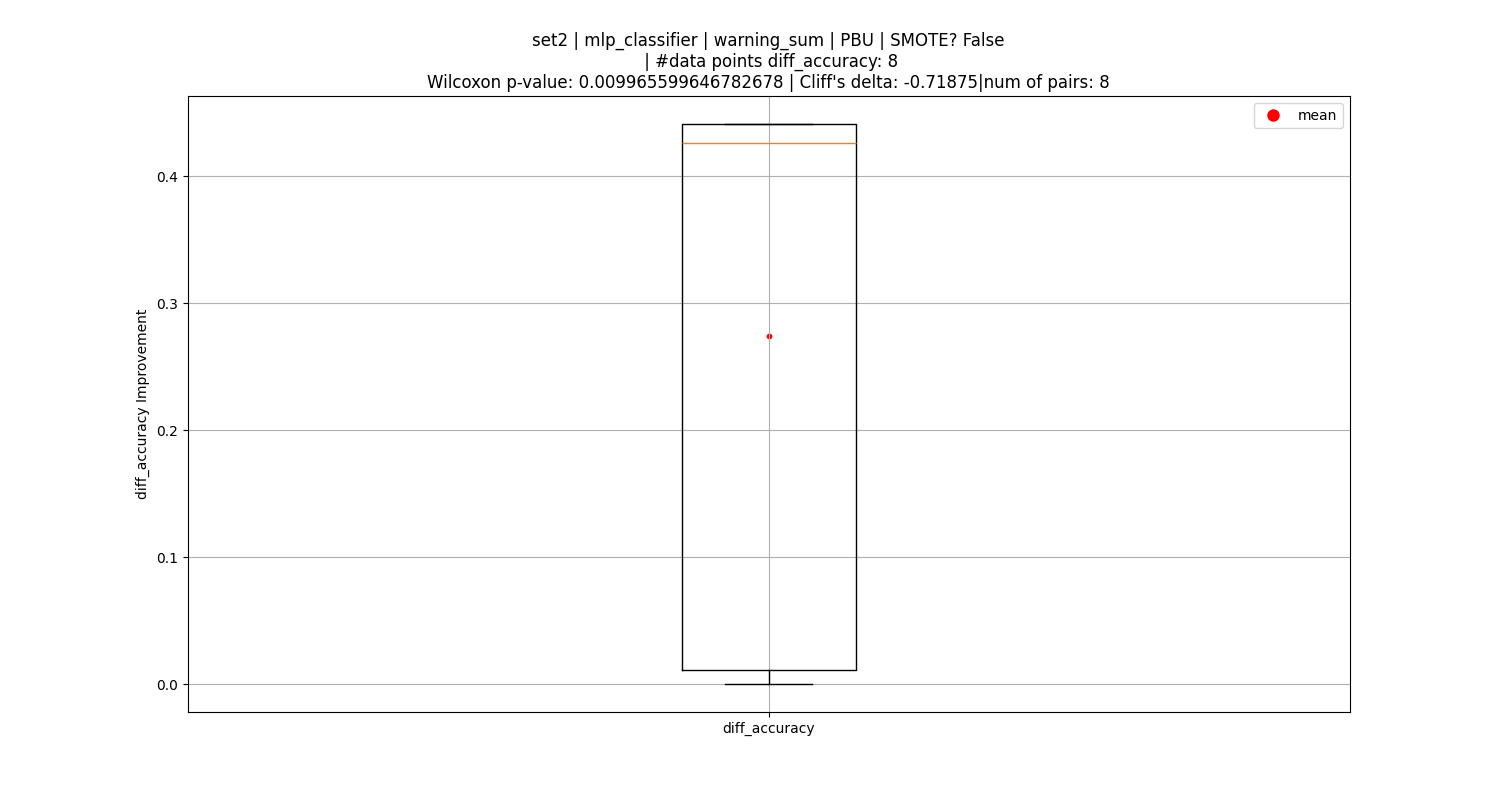 set2 | mlp_classifier | warning_sum | PBU | SMOTE? False
| #data points diff_accuracy: 8
Wilcoxon p-value: 0.009965599646782678 | Cliff's delta: -0.71875|num of pairs: 8
mean
0.4
0.3
0.2
0.1
0.0
diff_accuracy Improvement
diff_accuracy